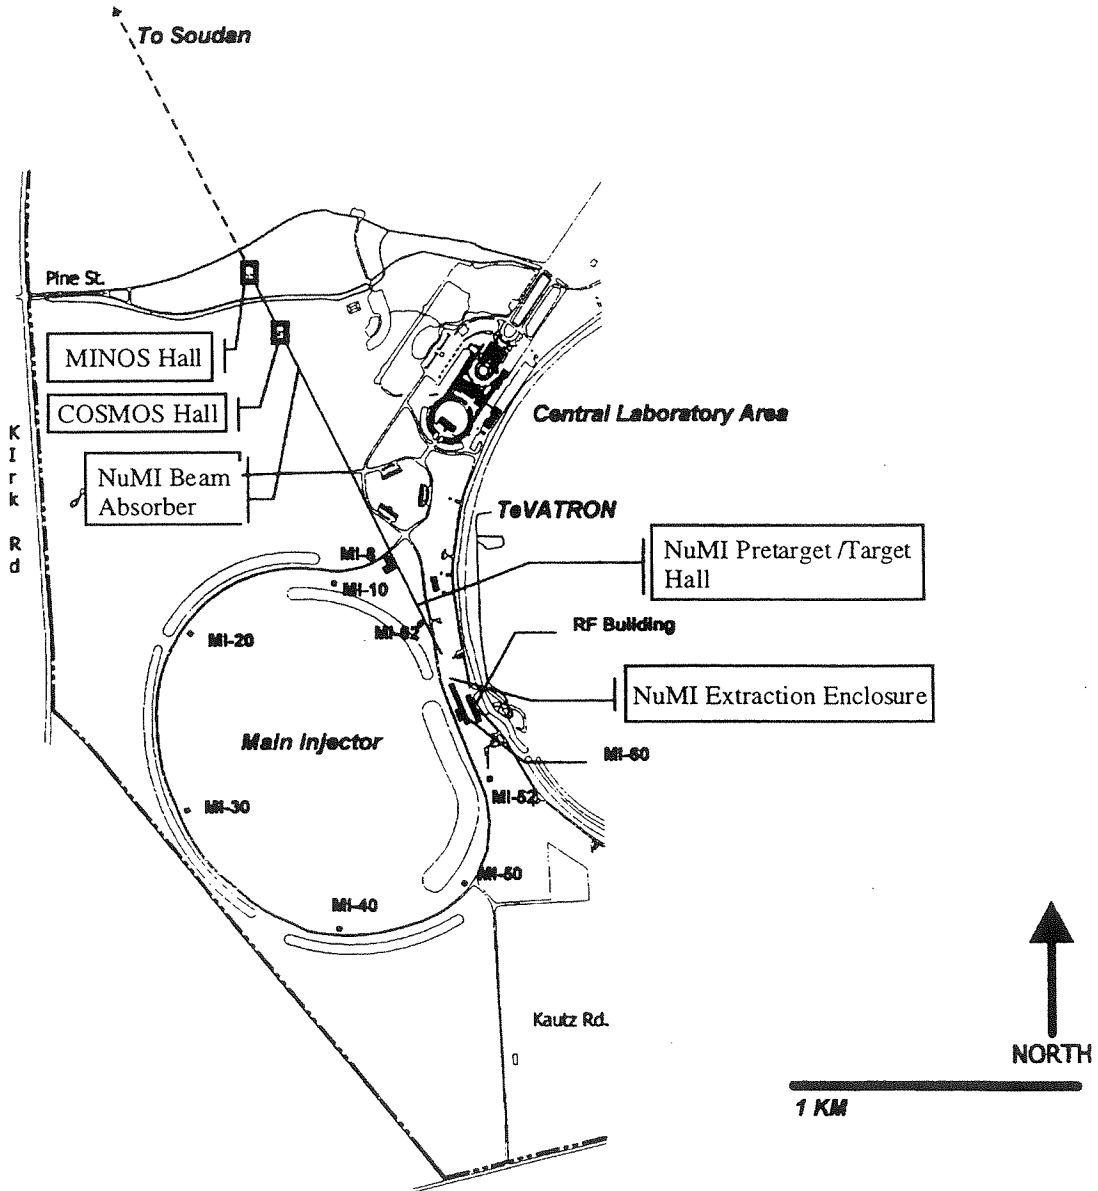 To Soudan
Pine St.
MINOS Hall
COSMOS Hall
Central Laboratory Area
KIrk Rd
NuMI Beam
Absorber
TeVATRON
NuMI Pretarget /Target
Hall
MI-8
MI-10
MI-62
RF Building
MI-20
NuMI Extraction Enclosure
Main Injector
MI-60
MI-52
MI-30
MI-50
MI-40
Kautz Rd.
NORTH
1 KM